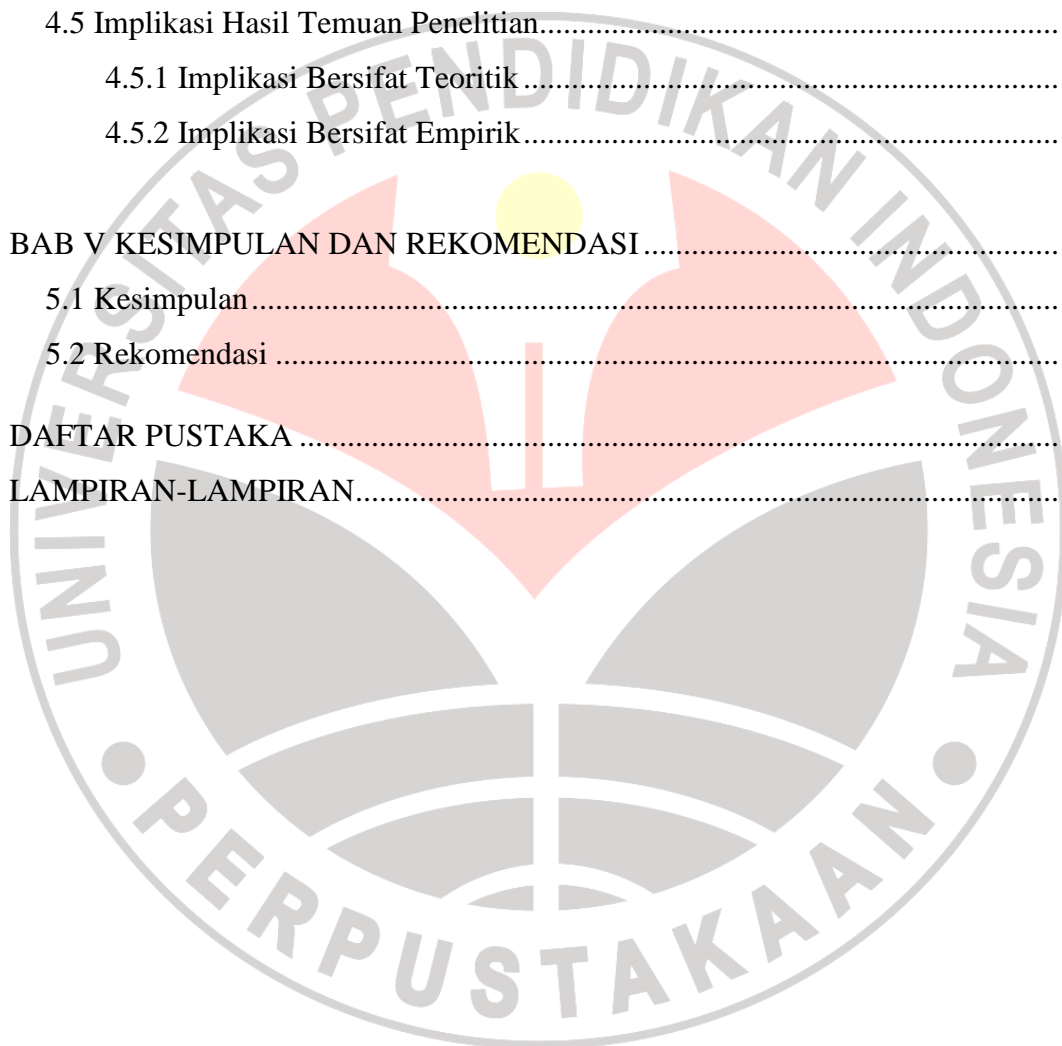 4.5 Implikasi Hasil Temuan Penelitian................................................................
4.5.1 Implikasi Bersifat Teoritik ..................................................................
4.5.2 Implikasi Bersifat Empirik ..................................................................
BAB V KESIMPULAN DAN REKOMENDASI ....................................................
5.1 Kesimpulan ....................................................................................................
5.2 Rekomendasi .................................................................................................
DAFTAR PUSTAKA ..............................................................................................
LAMPIRAN-LAMPIRAN.......................................................................................
UNIVERSITAS PENDIDIKAN INDONESIA
PERPUSTAKAAN